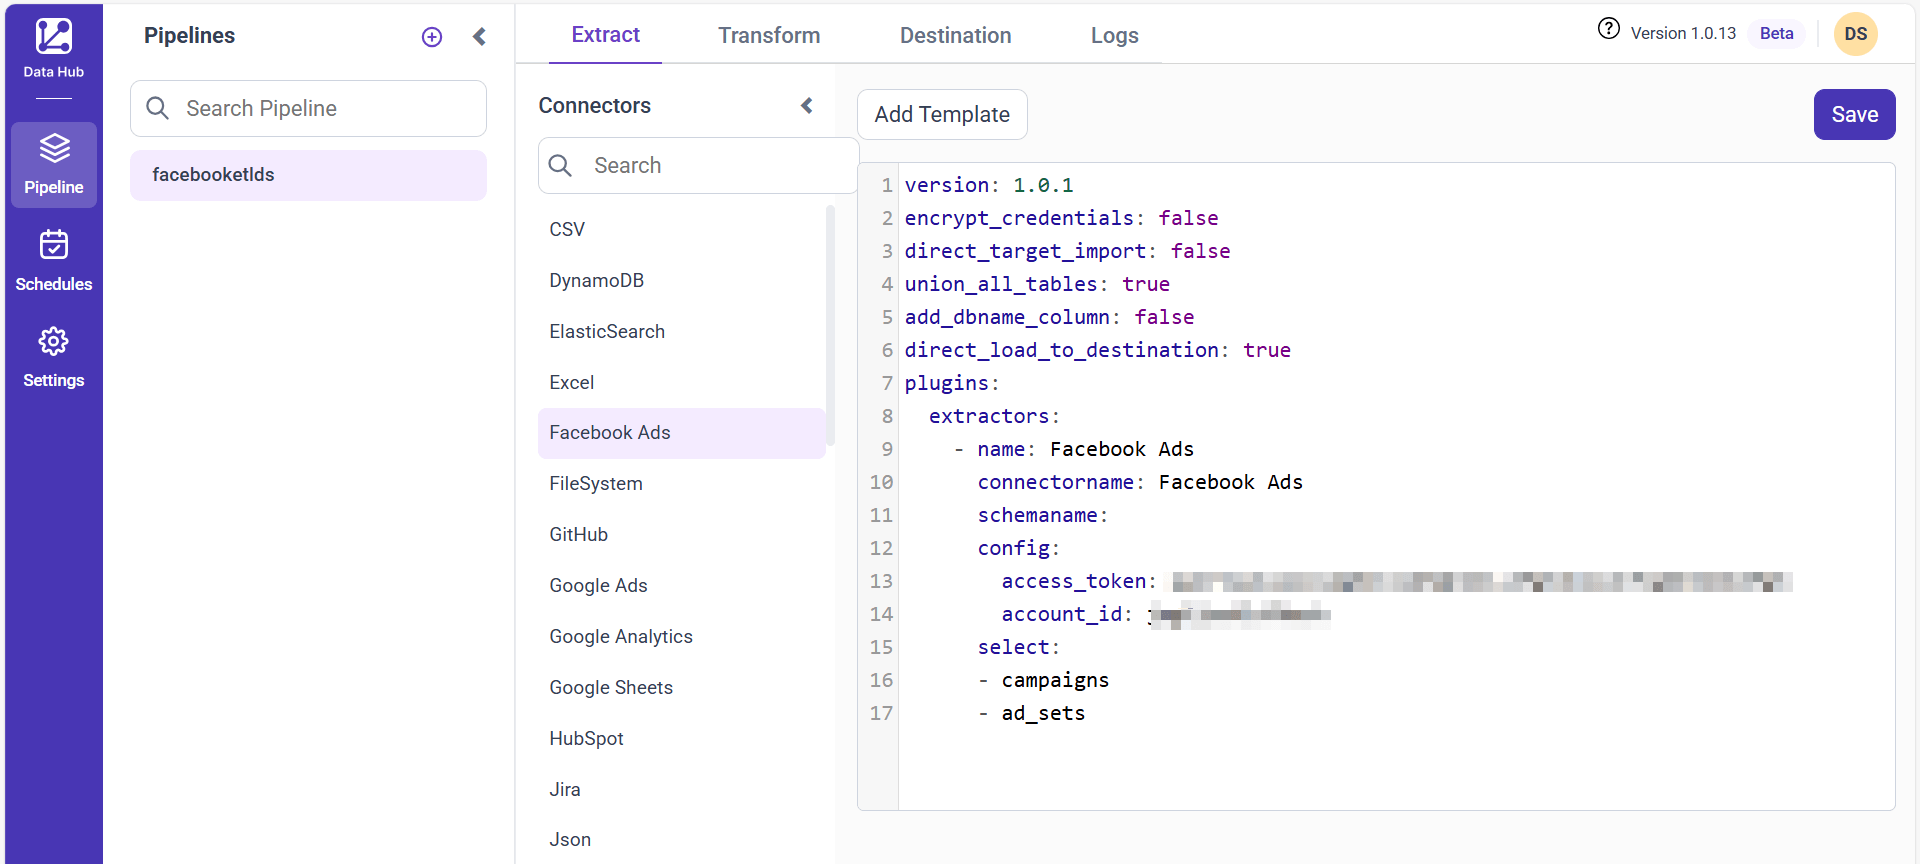 Data Hub
Pipeline
Schedules
Settings
Pipelines
Search Pipeline
facebooketlds
Extract
Transform
Destination
Logs
Version 1.0.13
Beta
DS
Connectors
Search
CSV
DynamoDB
ElasticSearch
Excel
Facebook Ads
FileSystem
GitHub
Google Ads
Google Analytics
Google Sheets
HubSpot
Jira
Json
Add Template
Save
1 version: 1.0.1
2 encrypt_credentials: false
3 direct_target_import: false
4 union_all_tables: true
5 add_dbname_column: false
6 direct_load_to_destination: true
7 plugins:
8 extractors:
9 - name: Facebook Ads
10 connectorname: Facebook Ads
11 schemaname:
12 config:
13 access_token:
14 account_id:
15 select:
16 - campaigns
17 - ad_sets